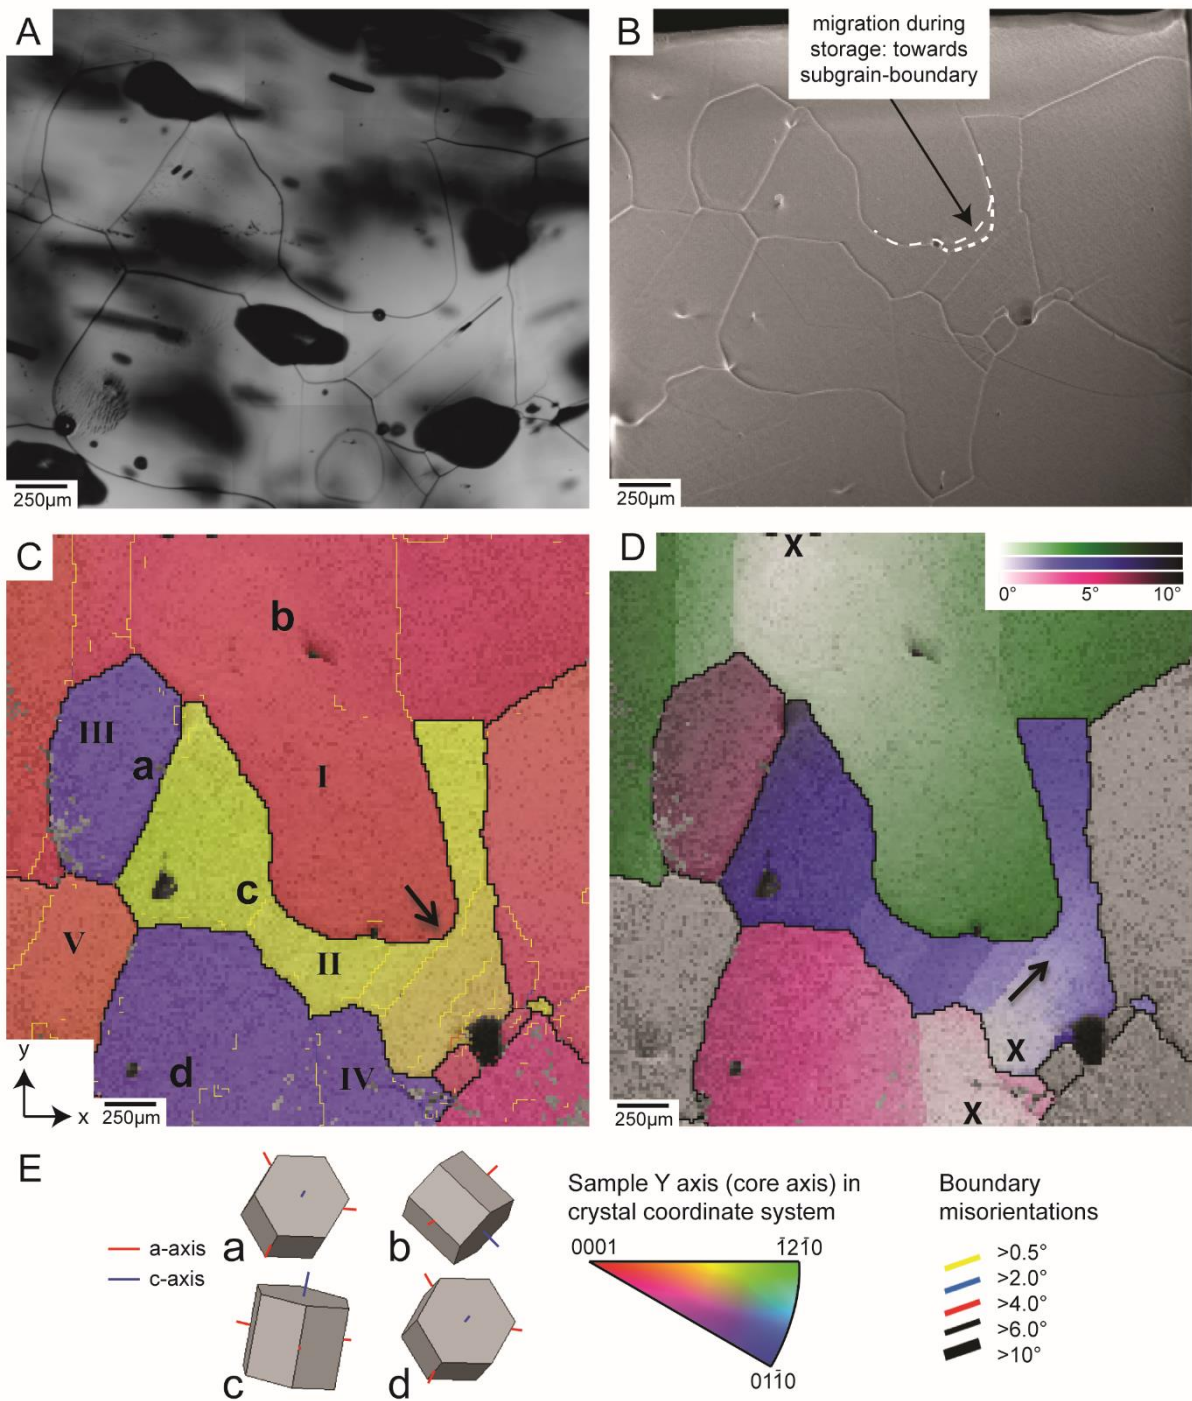 A
B
migration during
storage: towards
subgrain-boundary
250µm
250µm
C
D
0° 5° 10°
x
b
III
a
I
c
V
II
d
IV
x
x
y
x
250µm
250µm
E
a-axis
c-axis
a
b
c
d
Sample Y axis (core axis) in
crystal coordinate system
0001
1̄21̄0
011̄0
Boundary
misorientations
>0.5°
>2.0°
>4.0°
>6.0°
>10°